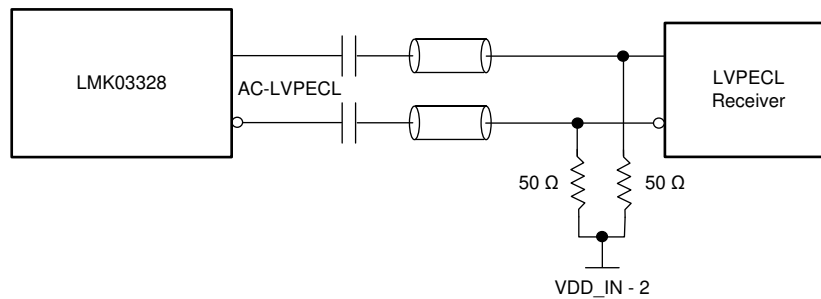 LMK03328
AC-LVPECL
LVPECL
Receiver
50 Ω
50 Ω
VDD_IN - 2